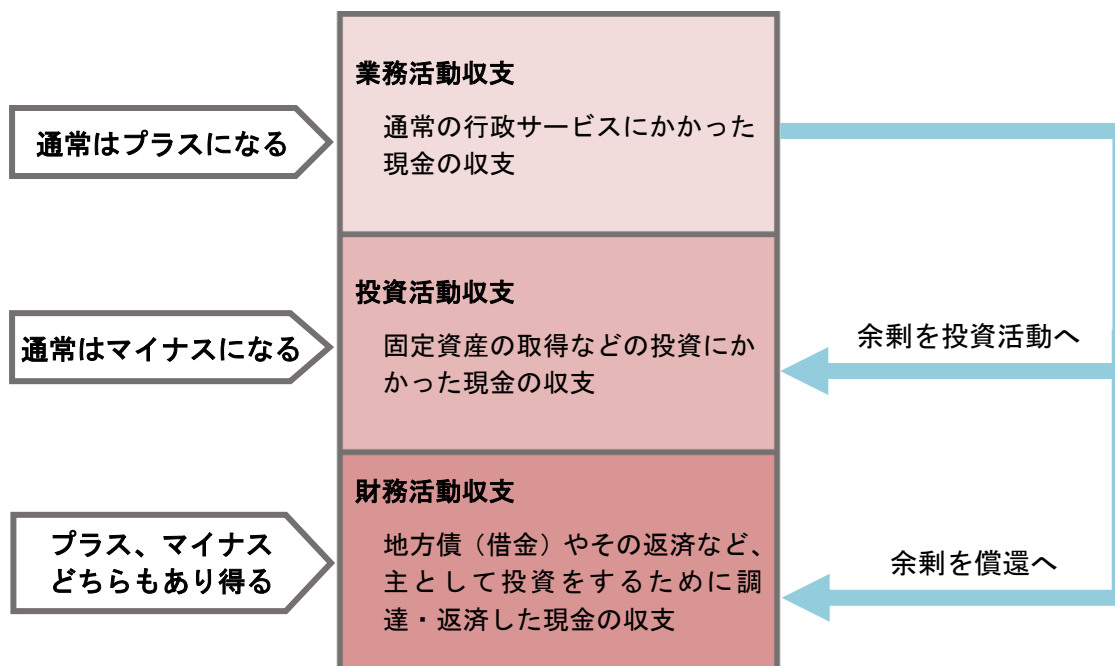 業務活動収支
通常の行政サービスにかかった
現金の収支
通常はプラスになる
投資活動収支
固定資産の取得などの投資にか
かった現金の収支
通常はマイナスになる
余剰を投資活動へ
財務活動収支
地方債（借金）やその返済など、
主として投資をするために調
達・返済した現金の収支
プラス、マイナス
どちらもあり得る
余剰を償還へ